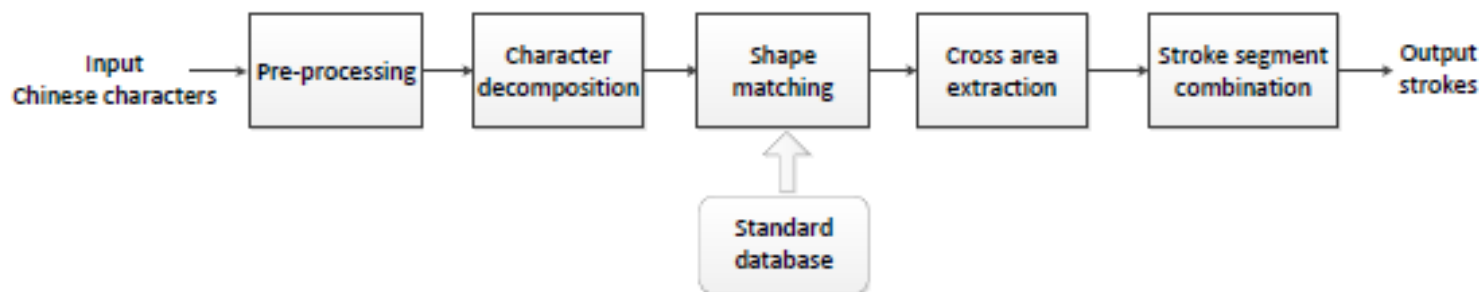 Input
Chinese characters
Pre-processing
Character
decomposition
Shape
matching
Cross area
extraction
Stroke segment
combination
Output
strokes
Standard
database